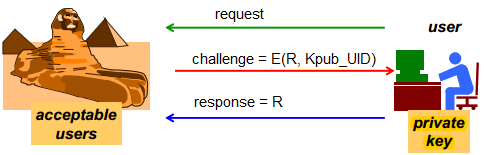 request
user
challenge = E(R, Kpub_UID)
response = R
acceptable
users
private
key